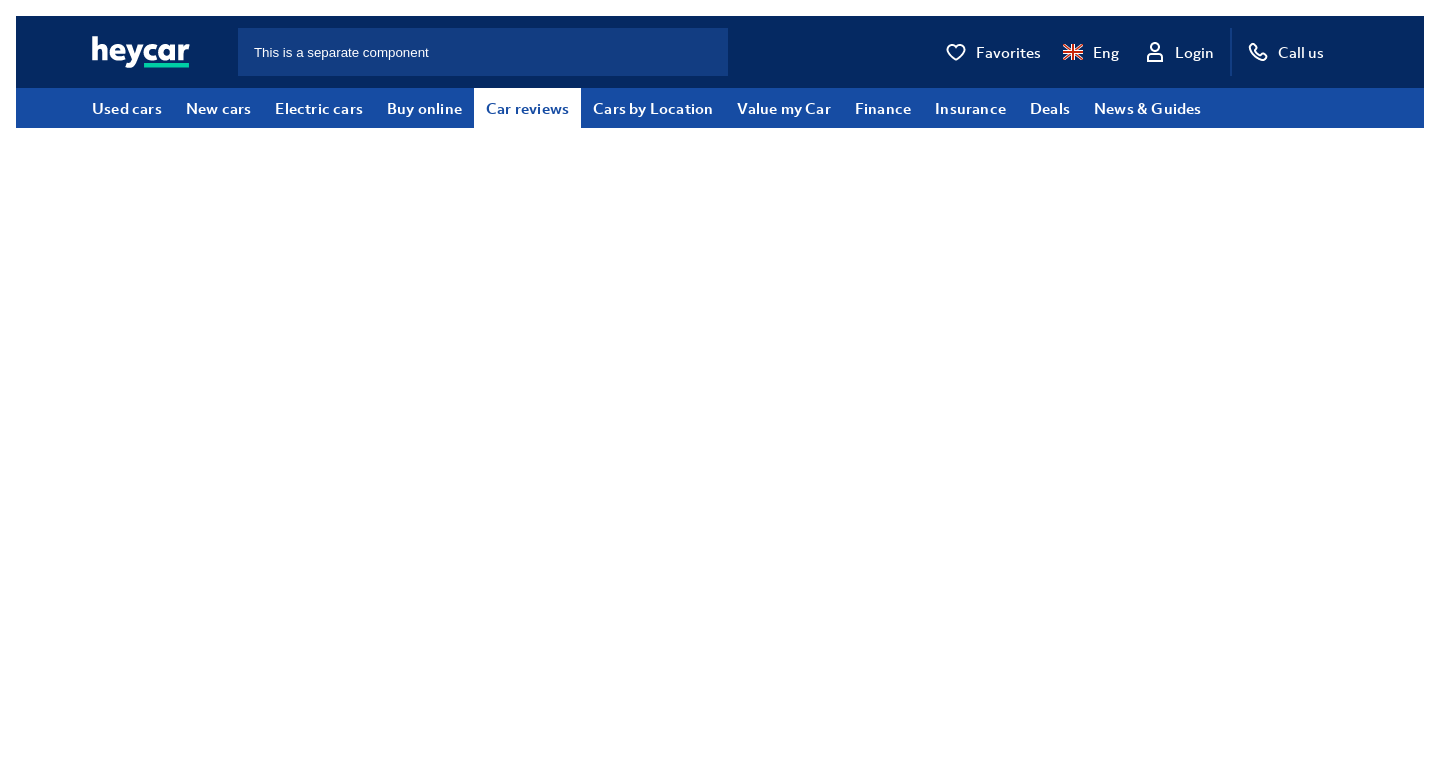 heycar This is a separate component Favorites Eng Login Call us
Used cars New cars Electric cars Buy online Car reviews Cars by Location Value my Car Finance Insurance Deals News & Guides